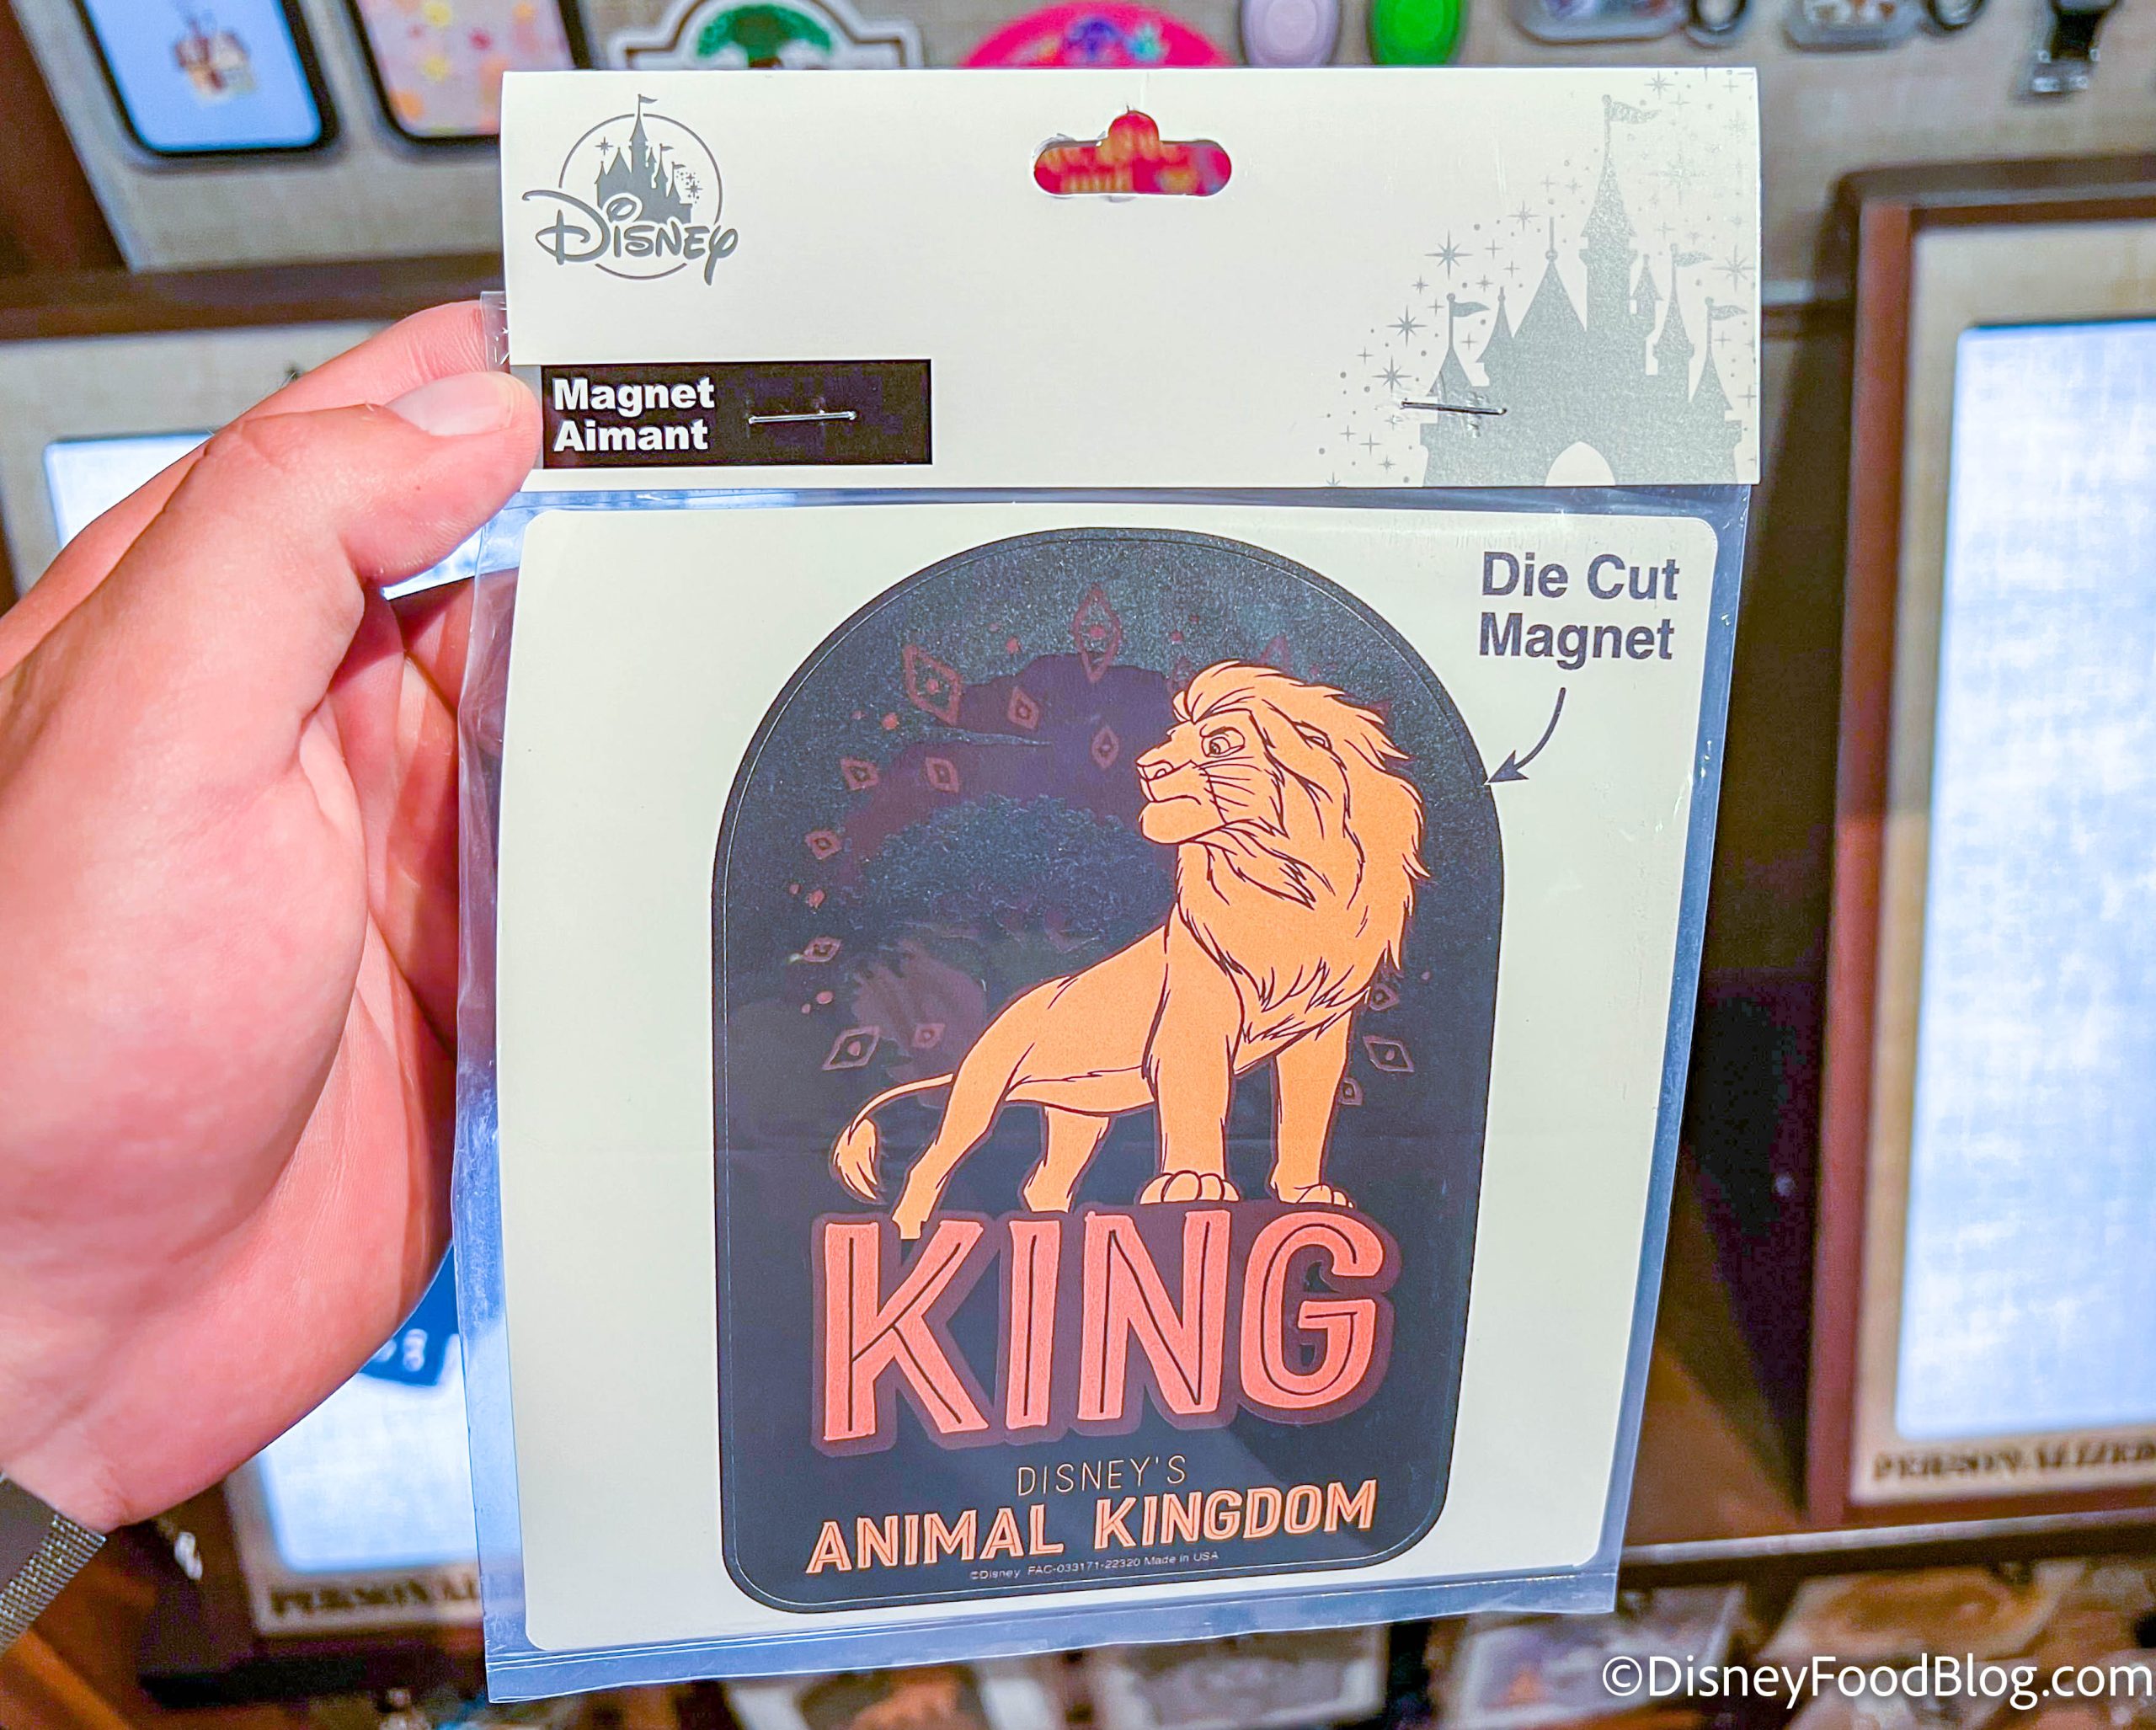 Disney
Magnet
Aimant
Die Cut
Magnet
KING
DISNEY'S
ANIMAL KINGDOM
©Disney FAC-033171-22320 Made in USA
©DisneyFoodBlog.com